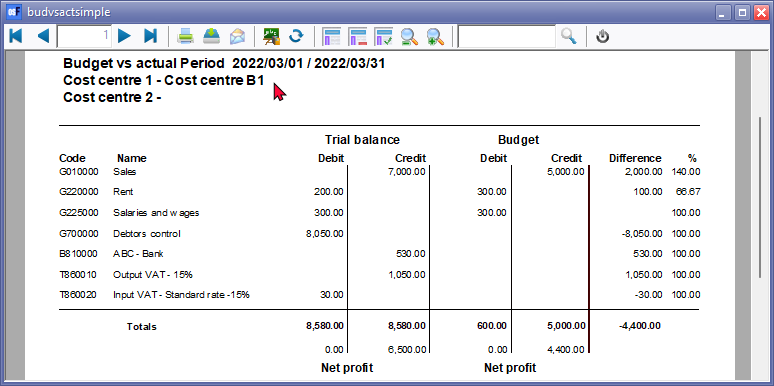 budvsactsimple
1
Budget vs actual Period 2022/03/01 / 2022/03/31
Cost centre 1 - Cost centre B1
Cost centre 2 -
Trial balance Budget
Code Name Debit Credit Debit Credit Difference %
G010000 Sales 7,000.00 5,000.00 2,000.00 140.00
G220000 Rent 200.00 300.00 100.00 66.67
G225000 Salaries and wages 300.00 300.00 100.00
G700000 Debtors control 8,050.00 -8,050.00 100.00
B810000 ABC - Bank 530.00 530.00 100.00
T860010 Output VAT - 15% 1,050.00 1,050.00 100.00
T860020 Input VAT - Standard rate -15% 30.00 -30.00 100.00
Totals 8,580.00 8,580.00 600.00 5,000.00 -4,400.00
0.00 6,500.00 0.00 4,400.00
Net profit Net profit